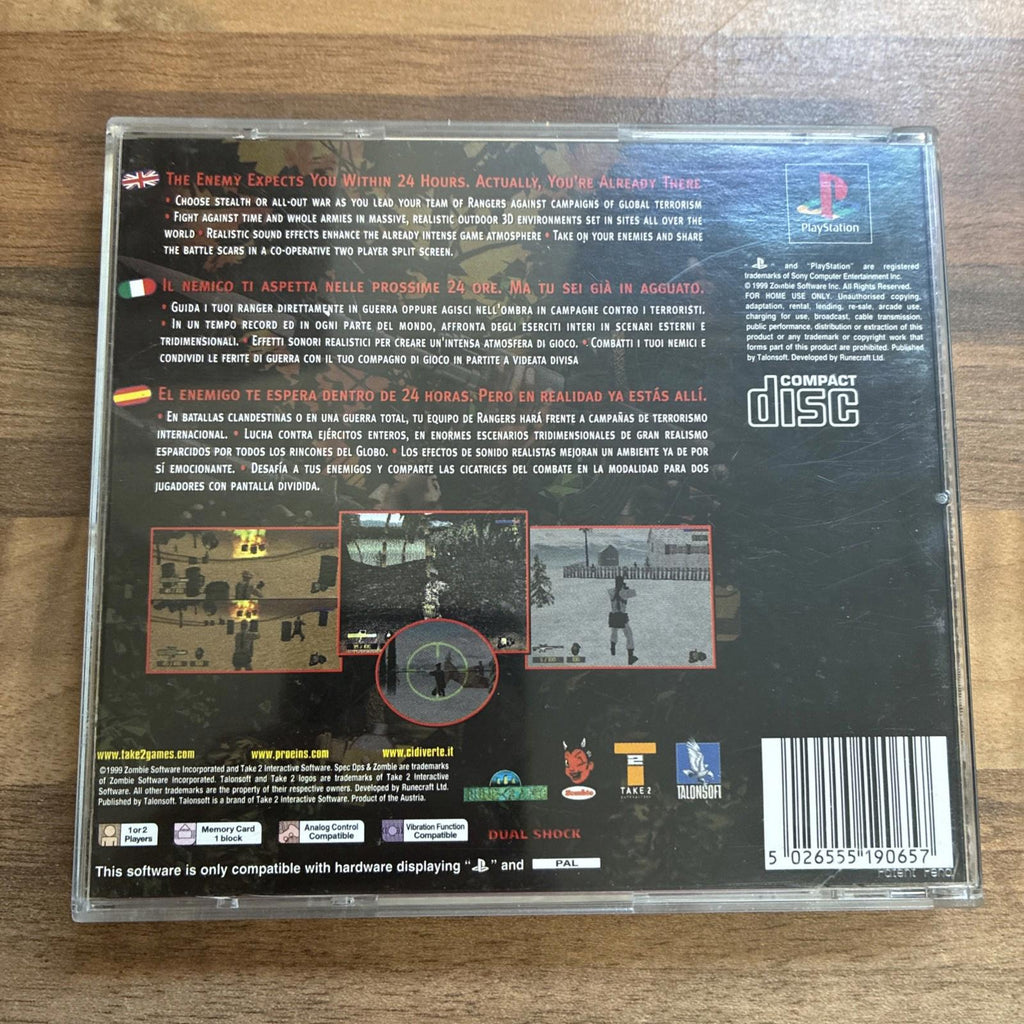 The Enemy Expects You Within 24 Hours. Actually, You're Already There
• Choose stealth or all-out war as you lead your team of Rangers against campaigns of global terrorism
• Fight against time and whole armies in massive, realistic outdoor 3D environments set in sites all over the
world • Realistic sound effects enhance the already intense game atmosphere • Take on your enemies and share
the battle scars in a co-operative two player split screen.
Il nemico ti aspetta nelle prossime 24 ore. Ma tu sei già in agguato.
• Guida i tuoi Ranger direttamente in guerra oppure agisci nell'ombra in campagne contro i terroristi.
• In un tempo record ed in ogni parte del mondo, affronta degli eserciti interi in scenari esterni e
tridimensionali. • Effetti sonori realistici per creare un'intensa atmosfera di gioco. • Combatti i tuoi nemici e
condividi le ferite di guerra con il tuo compagno di gioco in partite a videata divisa
El enemigo te espera dentro de 24 horas. Pero en realidad ya estás allí.
• En batallas clandestinas o en una guerra total, tu equipo de Rangers hará frente a campañas de terrorismo
internacional. • Lucha contra ejércitos enteros, en enormes escenarios tridimensionales de gran realismo
esparcidos por todos los rincones del Globo. • Los efectos de sonido realistas mejoran un ambiente ya de por
sí emocionante. • Desafía a tus enemigos y comparte las cicatrices del combate en la modalidad para dos
jugadores con pantalla dividida.
PlayStation
" " and "PlayStation" are registered
trademarks of Sony Computer Entertainment Inc.
© 1999 Zombie Software Inc. All Rights Reserved.
FOR HOME USE ONLY. Unauthorised copying,
adaptation, rental, lending, re-sale, arcade use,
charging for use, broadcast, cable transmission,
public performance, distribution or extraction of this
product or any trademark or copyright work that
forms part of this product are prohibited. Published
by Talonsoft. Developed by Runecraft Ltd.
COMPACT
disc
www.take2games.com www.proeins.com www.cidiverte.it
©1999 Zombie Software Incorporated and Take 2 Interactive Software. Spec Ops & Zombie are trademarks
of Zombie Software Incorporated. Talonsoft and Take 2 logos are trademarks of Take 2 Interactive
Software. All other trademarks are the property of their respective owners. Developed by Runecraft Ltd.
Published by Talonsoft. Talonsoft is a brand of Take 2 Interactive Software. Product of the Austria.
Zombie
TAKE 2
TALONSOFT
1 or 2
Players
Memory Card
1 block
Analog Control
Compatible
Vibration Function
Compatible
DUAL SHOCK
This software is only compatible with hardware displaying " " and PAL
5 026555 190657
Patent Pend